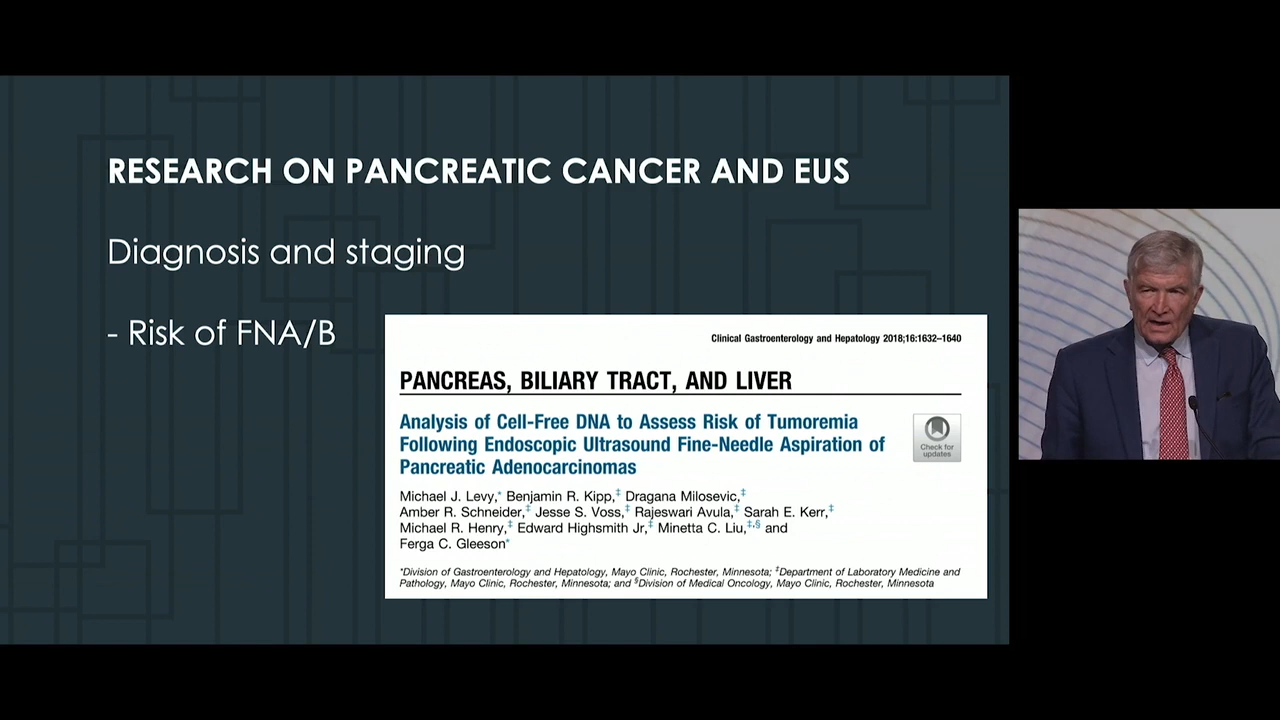 RESEARCH ON PANCREATIC CANCER AND EUS
Diagnosis and staging
- Risk of FNA/B
Clinical Gastroenterology and Hepatology 2018;16:1632–1640
PANCREAS, BILIARY TRACT, AND LIVER
Analysis of Cell-Free DNA to Assess Risk of Tumoremia
Following Endoscopic Ultrasound Fine-Needle Aspiration of
Pancreatic Adenocarcinomas
Check for
updates
Michael J. Levy,* Benjamin R. Kipp,‡ Dragana Milosevic,‡
Amber R. Schneider,‡ Jesse S. Voss,‡ Rajeswari Avula,‡ Sarah E. Kerr,‡
Michael R. Henry,‡ Edward Highsmith Jr,‡ Minetta C. Liu,‡,§ and
Ferga C. Gleeson*
*Division of Gastroenterology and Hepatology, Mayo Clinic, Rochester, Minnesota; ‡Department of Laboratory Medicine and
Pathology, Mayo Clinic, Rochester, Minnesota; and §Division of Medical Oncology, Mayo Clinic, Rochester, Minnesota